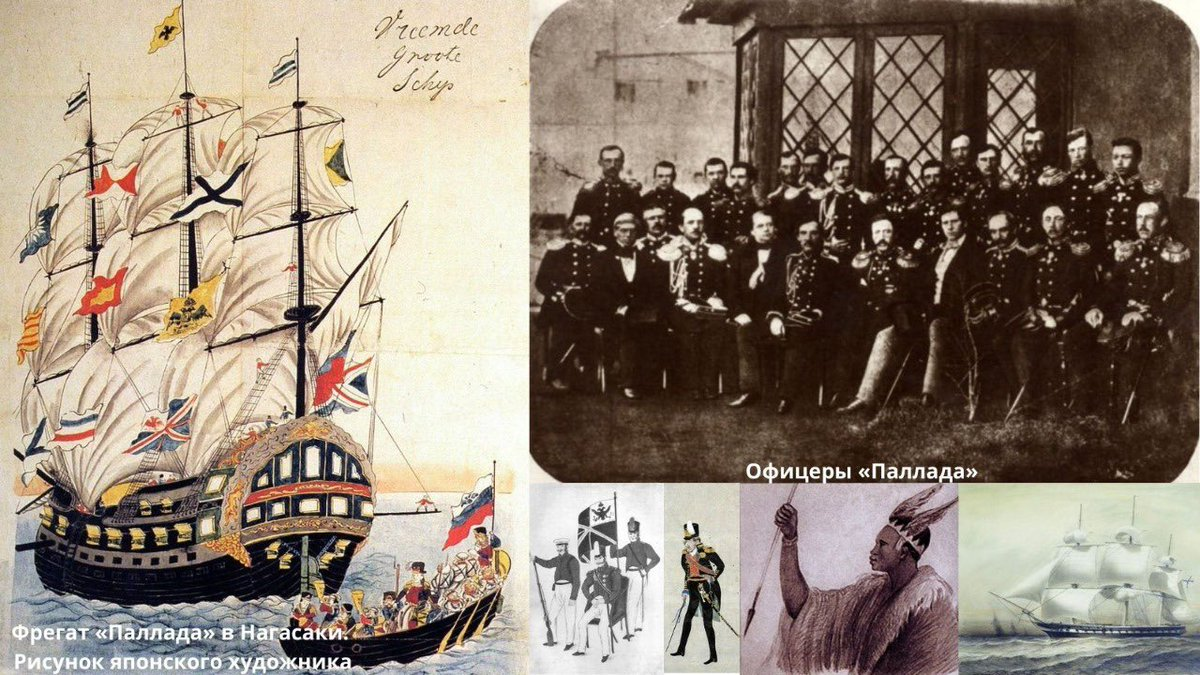 Vreemde
Groote
Schip
Офицеры «Паллада»
Фрегат «Паллада» в Нагасаки.
Рисунок японского художника